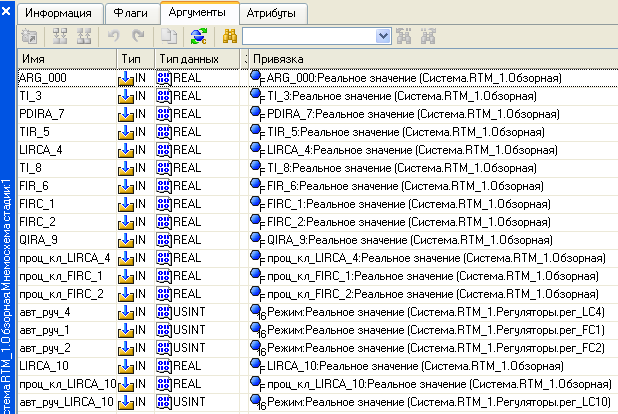 Информация Флаги Аргументы Атрибуты
Имя Тип Тип данных Привязка
ARG_000 IN REAL ARG_000:Реальное значение (Система.RTM_1.Обзорная)
TI_3 IN REAL TI_3:Реальное значение (Система.RTM_1.Обзорная)
PDIRA_7 IN REAL PDIRA_7:Реальное значение (Система.RTM_1.Обзорная)
TIR_5 IN REAL TIR_5:Реальное значение (Система.RTM_1.Обзорная)
LIRCA_4 IN REAL LIRCA_4:Реальное значение (Система.RTM_1.Обзорная)
TI_8 IN REAL TI_8:Реальное значение (Система.RTM_1.Обзорная)
FIR_6 IN REAL FIR_6:Реальное значение (Система.RTM_1.Обзорная)
FIRC_1 IN REAL FIRC_1:Реальное значение (Система.RTM_1.Обзорная)
FIRC_2 IN REAL FIRC_2:Реальное значение (Система.RTM_1.Обзорная)
QIRA_9 IN REAL QIRA_9:Реальное значение (Система.RTM_1.Обзорная)
проц_кл_LIRCA_4 IN REAL проц_кл_LIRCA_4:Реальное значение (Система.RTM_1.Обзорная)
проц_кл_FIRC_1 IN REAL проц_кл_FIRC_1:Реальное значение (Система.RTM_1.Обзорная)
проц_кл_FIRC_2 IN REAL проц_кл_FIRC_2:Реальное значение (Система.RTM_1.Обзорная)
авт_руч_4 IN USINT Режим:Реальное значение (Система.RTM_1.Регуляторы.рег_LC4)
авт_руч_1 IN USINT Режим:Реальное значение (Система.RTM_1.Регуляторы.рег_FC1)
авт_руч_2 IN USINT Режим:Реальное значение (Система.RTM_1.Регуляторы.рег_FC2)
LIRCA_10 IN REAL LIRCA_10:Реальное значение (Система.RTM_1.Обзорная)
проц_кл_LIRCA_10 IN REAL проц_кл_LIRCA_10:Реальное значение (Система.RTM_1.Обзорная)
авт_руч_LIRCA_10 IN USINT Режим:Реальное значение (Система.RTM_1.Регуляторы.рег_LC10)
стема.RTM_1.Обзорная.Мнемосхема стадии:1